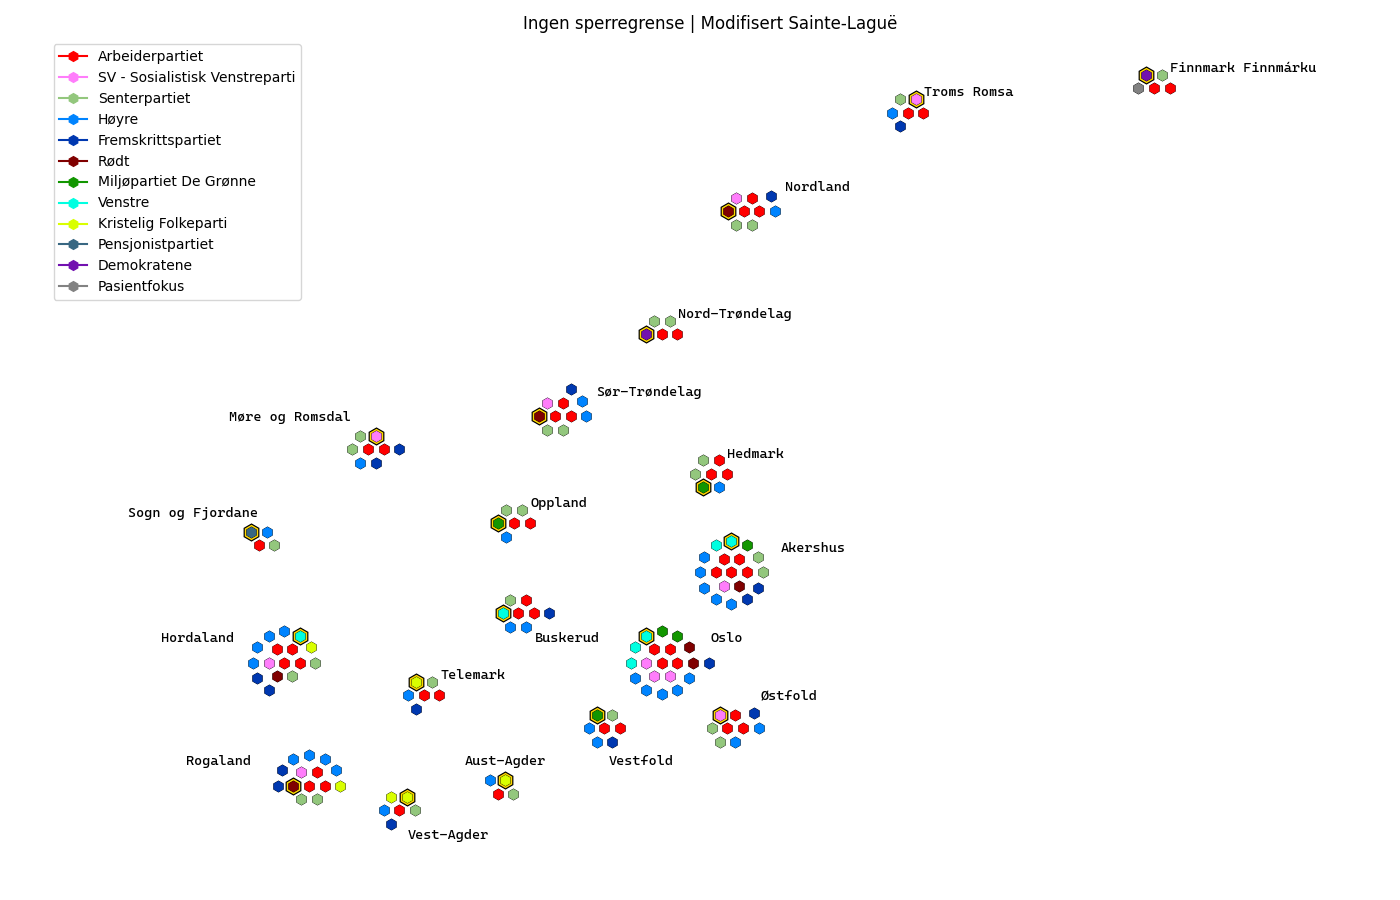 Ingen sperregrense | Modifisert Sainte-Laguë
Arbeiderpartiet
SV - Sosialistisk Venstreparti
Senterpartiet
Høyre
Fremskrittspartiet
Rødt
Miljøpartiet De Grønne
Venstre
Kristelig Folkeparti
Pensjonistpartiet
Demokratene
Pasientfokus
Finnmark Finnmárku
Troms Romsa
Nordland
Nord-Trøndelag
Sør-Trøndelag
Møre og Romsdal
Hedmark
Oppland
Sogn og Fjordane
Akershus
Hordaland
Buskerud
Oslo
Telemark
Østfold
Rogaland
Aust-Agder
Vestfold
Vest-Agder